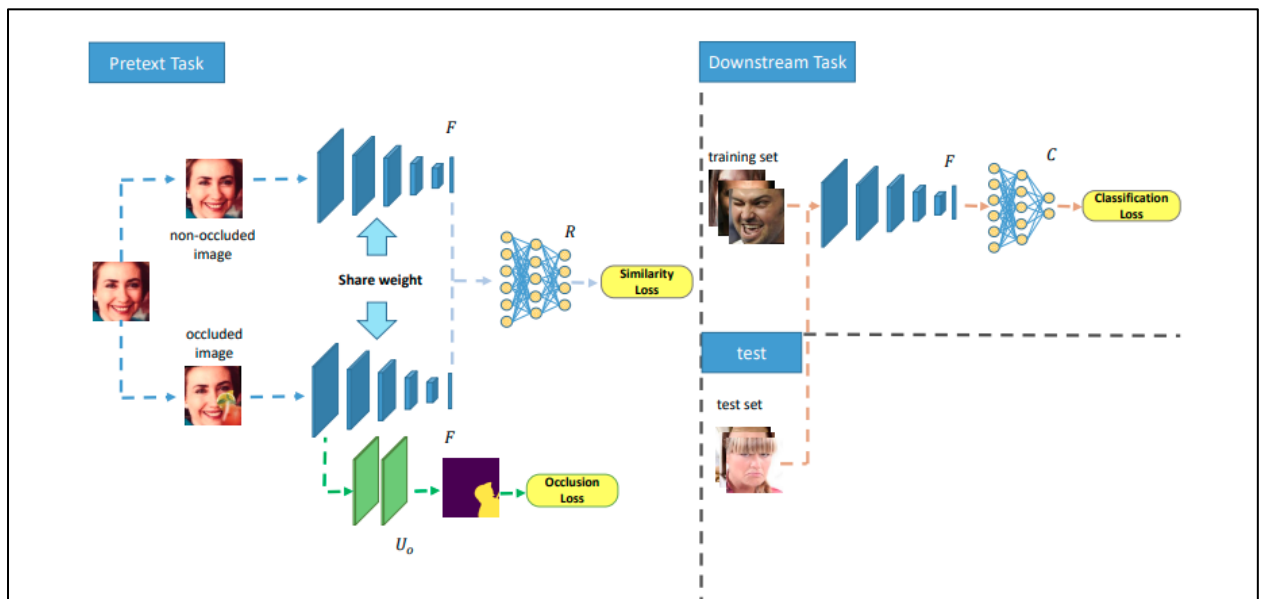 Pretext Task
F
non-occluded
image
Share weight
R
Similarity
Loss
occluded
image
F
Occlusion
Loss
U_o
Downstream Task
training set
F
C
Classification
Loss
test
test set